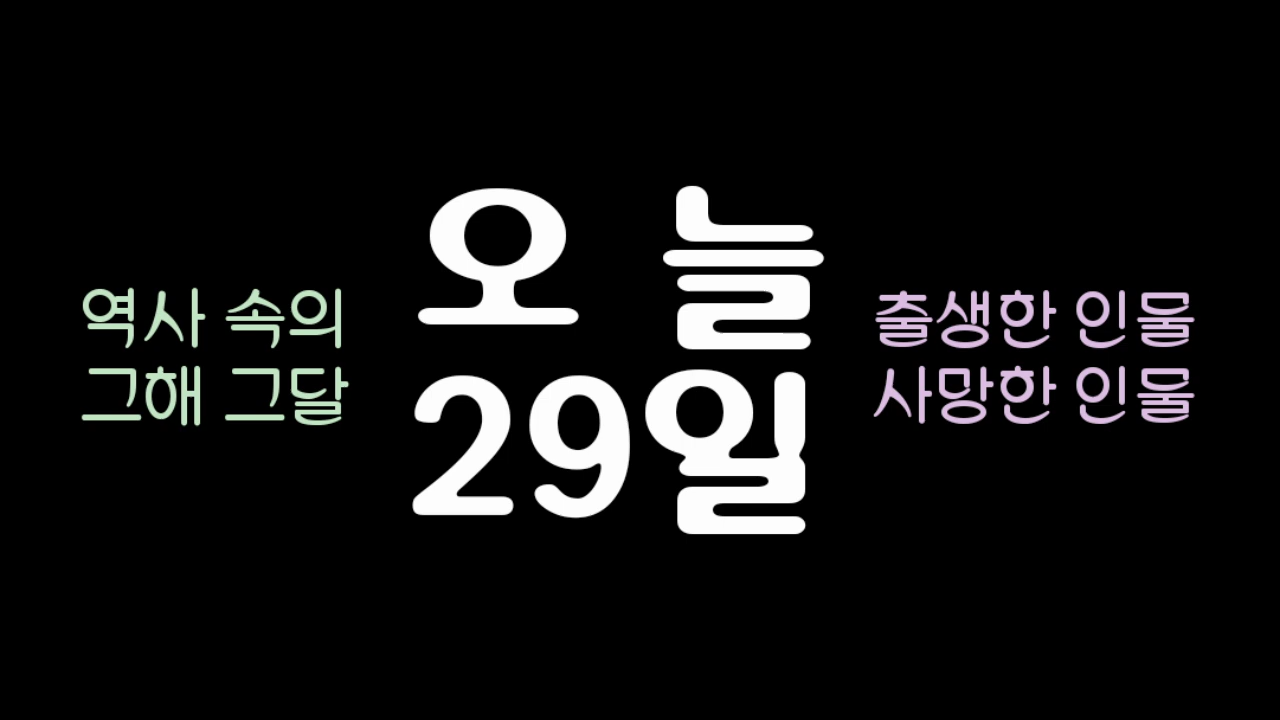 역사 속의
그해 그달
오 늘
29일
출생한 인물
사망한 인물